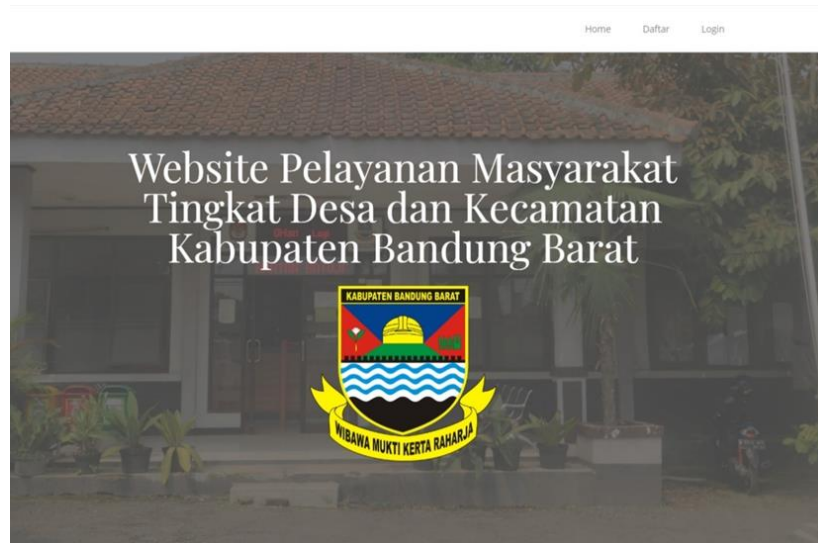 Home Daftar Login
Website Pelayanan Masyarakat
Tingkat Desa dan Kecamatan
Kabupaten Bandung Barat
KABUPATEN BANDUNG BARAT
WIBAWA MUKTI KERTA RAHARJA